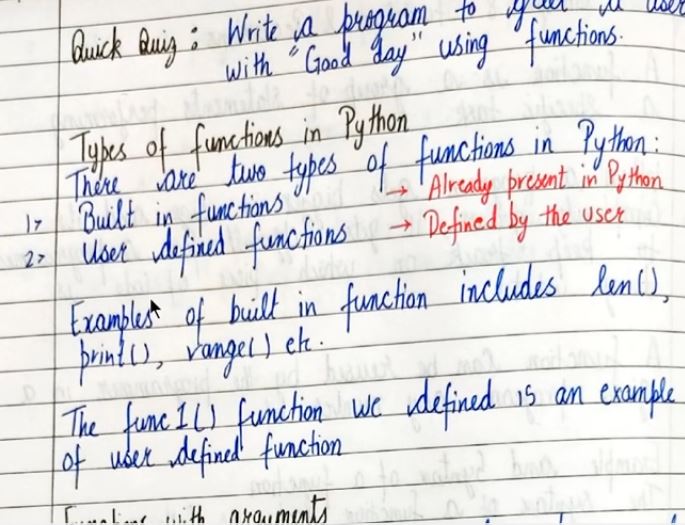 Quick Quiz : Write a program to greet a user
with "Good day" using functions.
Types of functions in Python
There are two types of functions in Python :
1> Built in functions → Already present in Python
2> User defined functions → Defined by the user
Examples of built in function includes len(),
print(), range() etc.
The func1() function we defined is an example
of user defined function
Functions with arguments